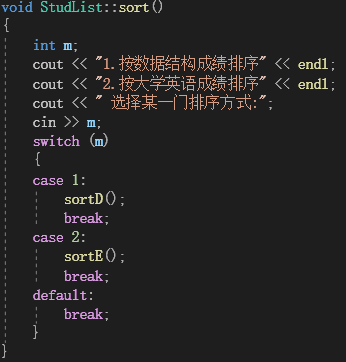 void StudList::sort()
{
    int m;
    cout << "1.按数据结构成绩排序" << endl;
    cout << "2.按大学英语成绩排序" << endl;
    cout << " 选择某一门排序方式:";
    cin >> m;
    switch (m)
    {
    case 1:
        sortD();
        break;
    case 2:
        sortE();
        break;
    default:
        break;
    }
}